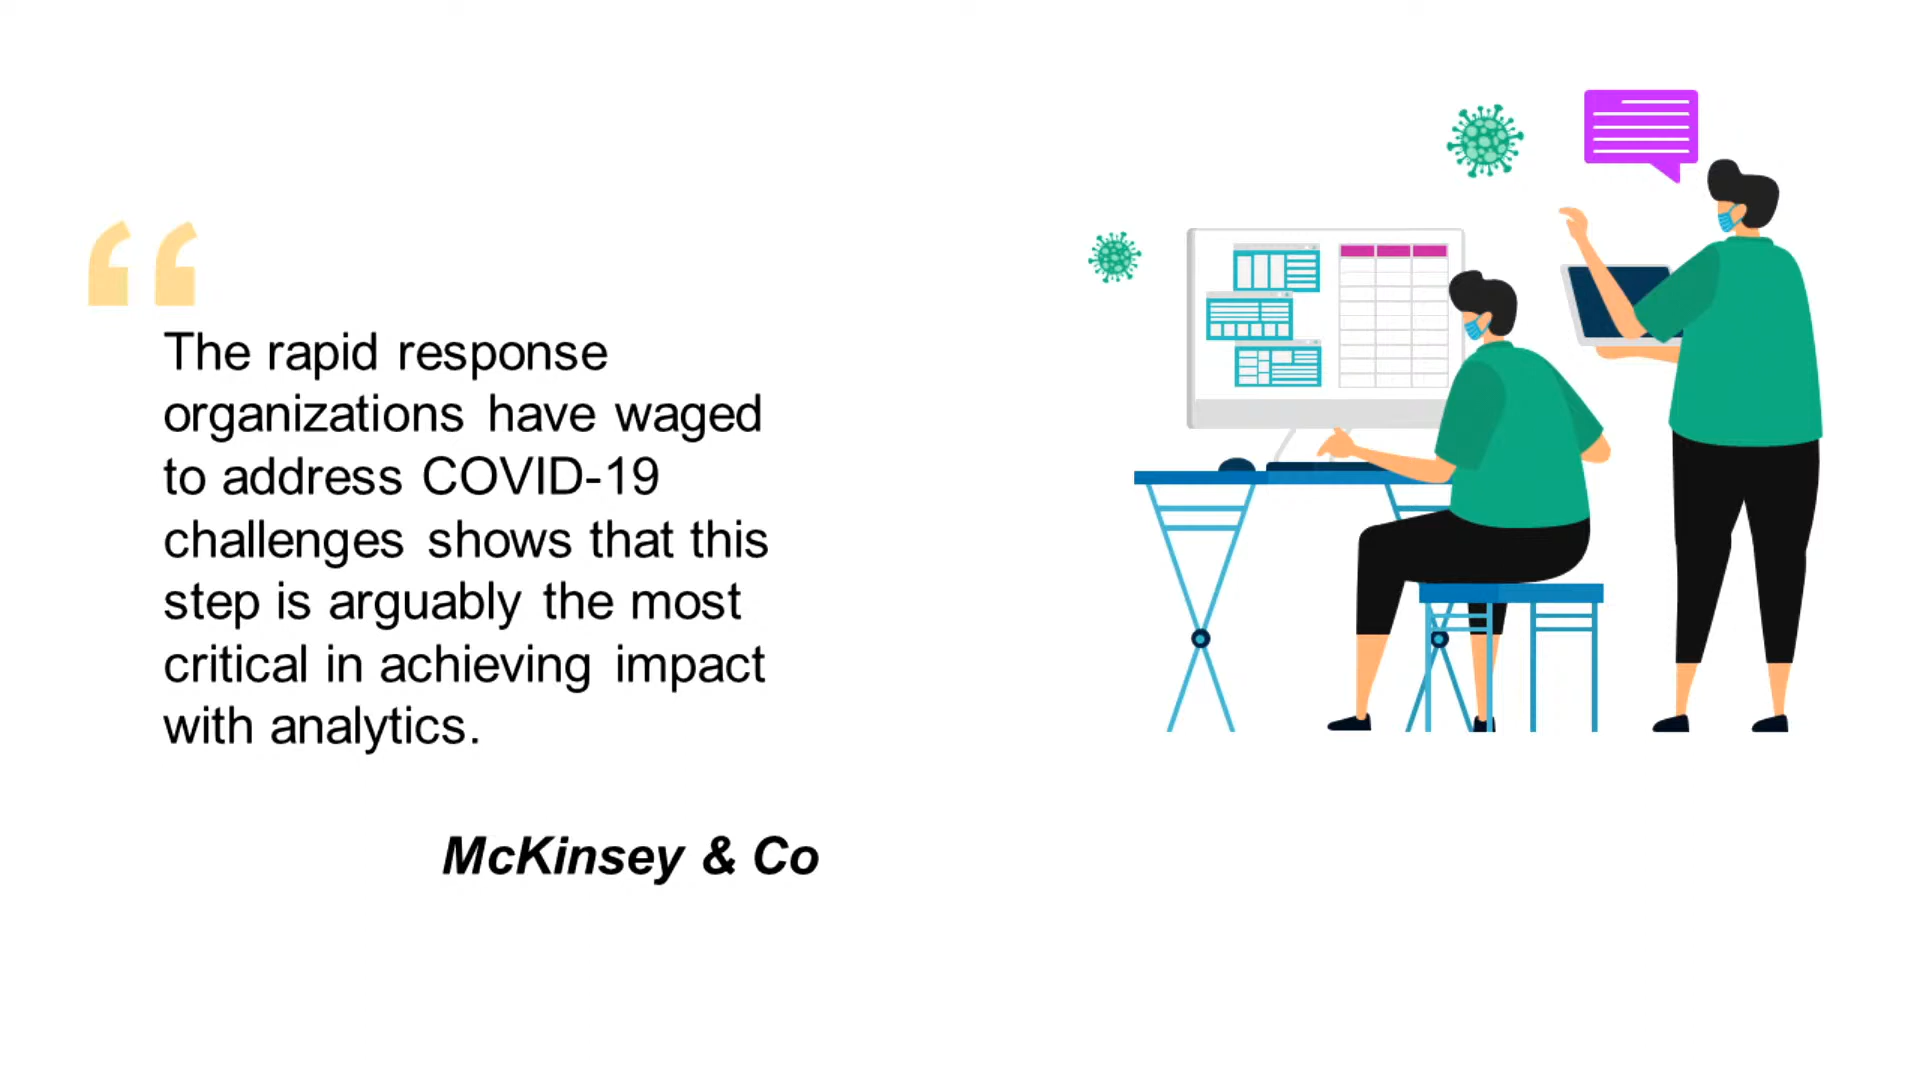 “
The rapid response
organizations have waged
to address COVID-19
challenges shows that this
step is arguably the most
critical in achieving impact
with analytics.
McKinsey & Co